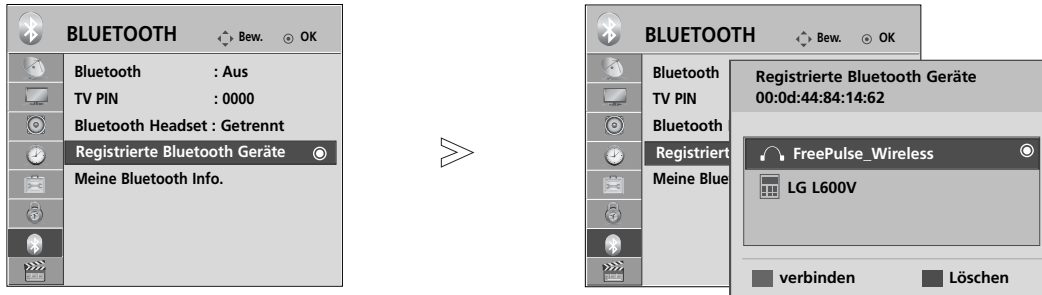 BLUETOOTH Bew. OK
Bluetooth : Aus
TV PIN : 0000
Bluetooth Headset : Getrennt
Registrierte Bluetooth Geräte
Meine Bluetooth Info.
BLUETOOTH Bew. OK
Bluetooth
TV PIN
Bluetooth
Registriert
Meine Blue
Registrierte Bluetooth Geräte
00:0d:44:84:14:62
FreePulse_Wireless
LG L600V
verbinden Löschen